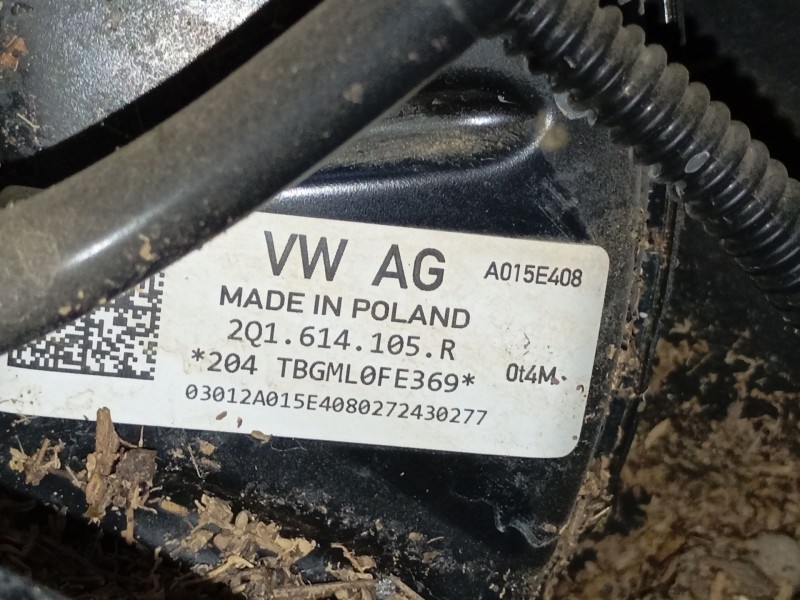 VW AG A015E408
MADE IN POLAND
2Q1.614.105.R
*204 TBGML0FE369* 0t4M.
03012A015E4080272430277